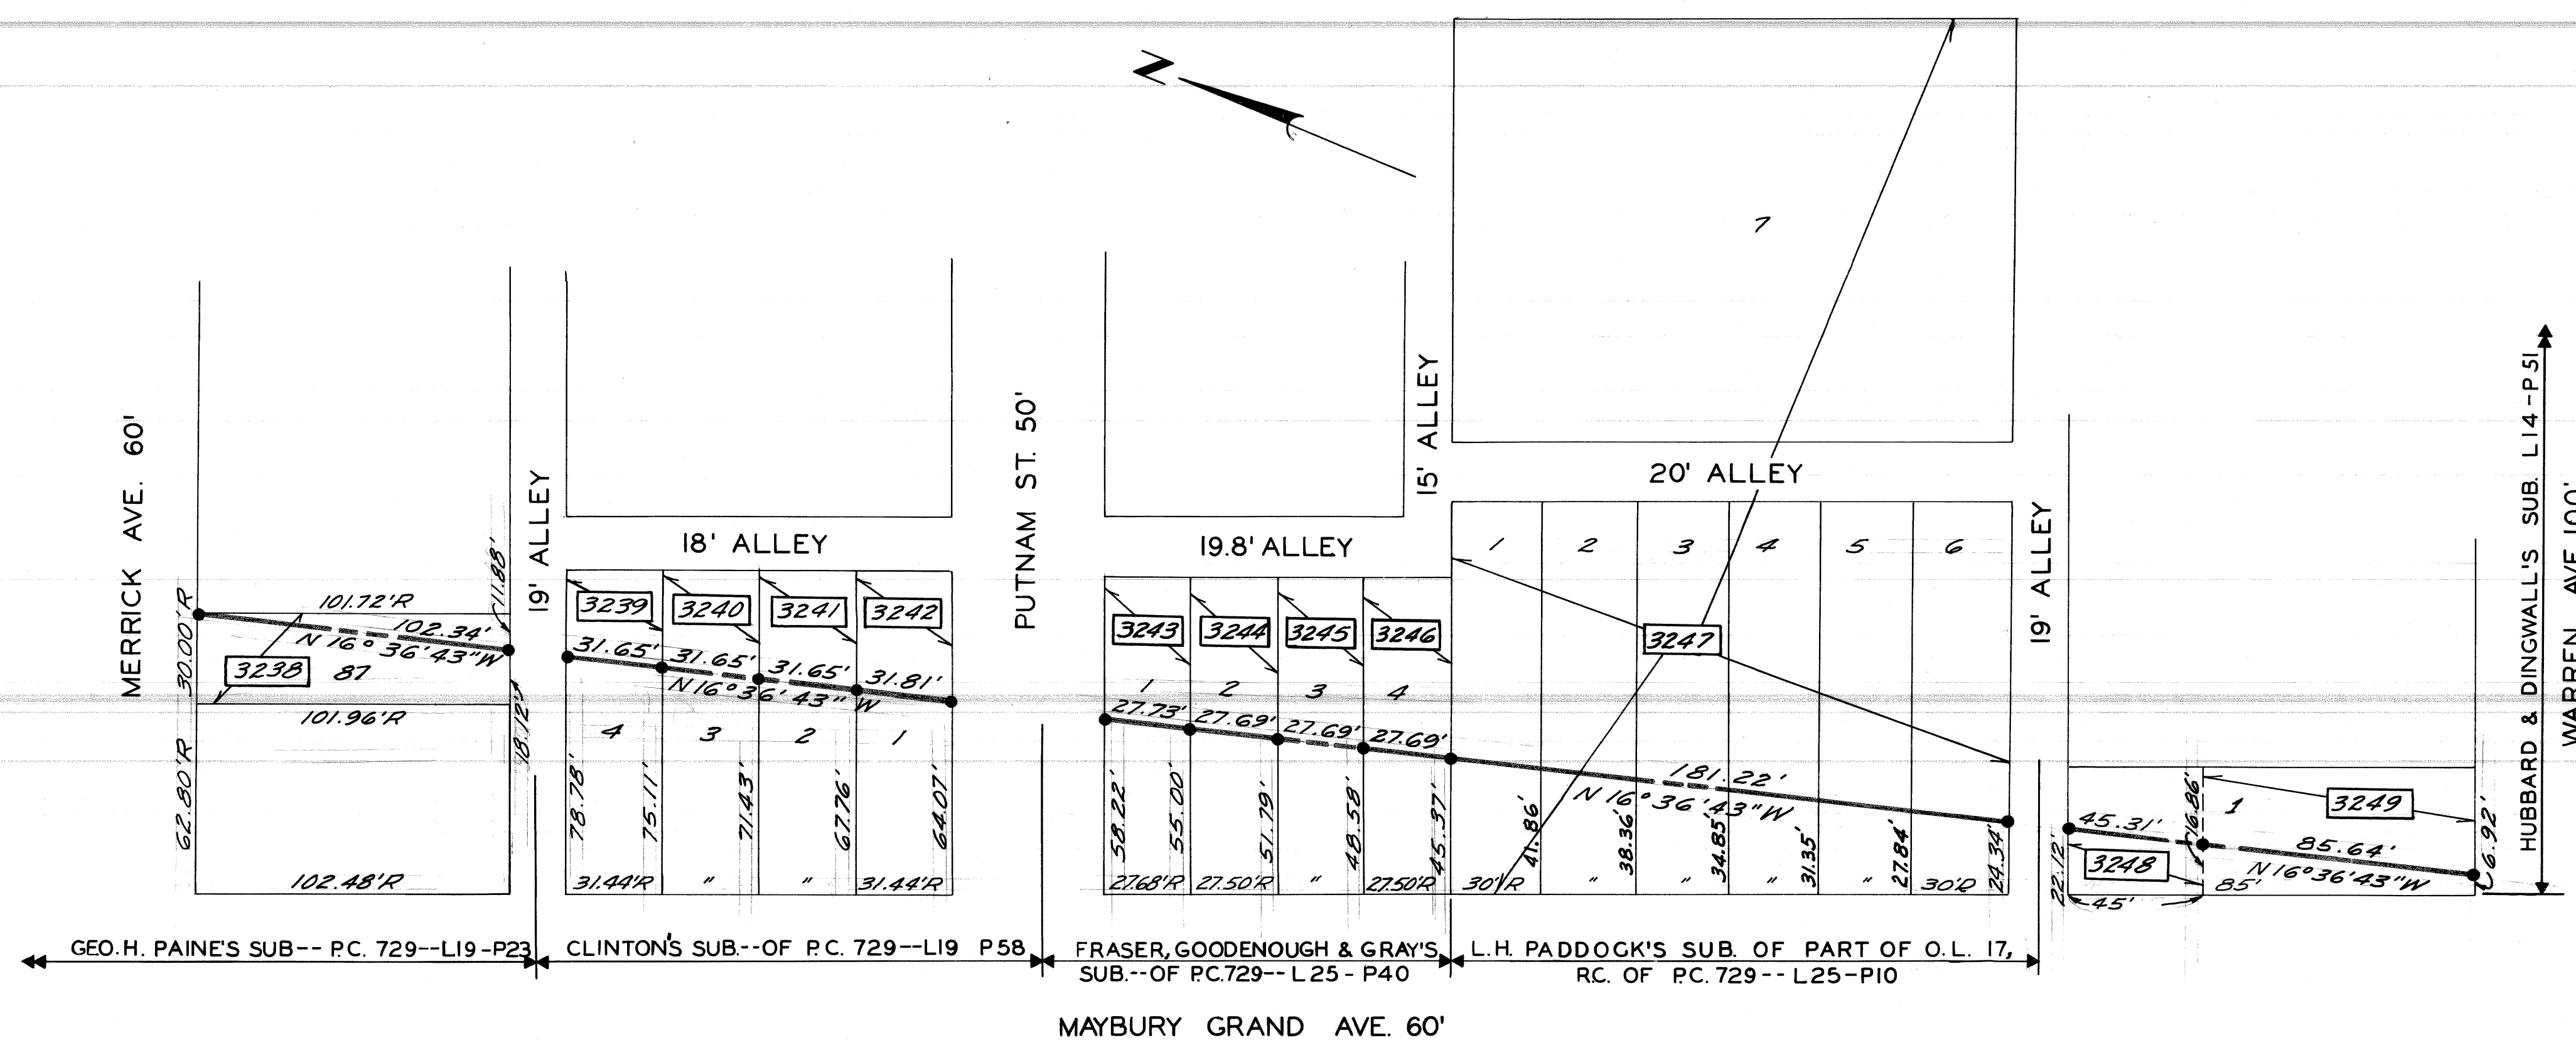 N
7
MERRICK AVE. 60'
19' ALLEY
18' ALLEY
PUTNAM ST. 50'
19.8' ALLEY
15' ALLEY
20' ALLEY
19' ALLEY
HUBBARD & DINGWALL'S SUB. L14-P51
WARREN AVE. 100'
30.00'R
62.80'R
101.72'R
102.34'
N 16° 36' 43" W
3238
87
101.96'R
102.48'R
11.88'
18.12'
3239
3240
3241
3242
31.65'
31.65'
31.65'
31.81'
N 16° 36' 43" W
4
3
2
1
78.78'
75.11'
71.43'
67.76'
64.07'
31.44'R
"
"
31.44'R
3243
3244
3245
3246
1
2
3
4
27.73'
27.69'
27.69'
27.69'
58.22'
55.00'
51.79'
48.58'
45.37'
27.68'R
27.50'R
"
27.50'R
1
2
3
4
5
6
3247
181.22'
N 16° 36' 43" W
41.86'
38.36'
34.85'
31.35'
27.84'
24.34'
30'R
"
"
"
"
30'R
22.12'
45.31'
16.86'
1
3249
3248
85.64'
N 16° 36' 43" W
85'
45'
6.92'
GEO. H. PAINE'S SUB-- P.C. 729--L19-P23
CLINTON'S SUB.--OF P.C. 729--L19 P58
FRASER, GOODENOUGH & GRAY'S
SUB.--OF P.C. 729-- L25 - P40
L.H. PADDOCK'S SUB. OF PART OF O.L. 17,
R.C. OF P.C. 729-- L25-P10
MAYBURY GRAND AVE. 60'